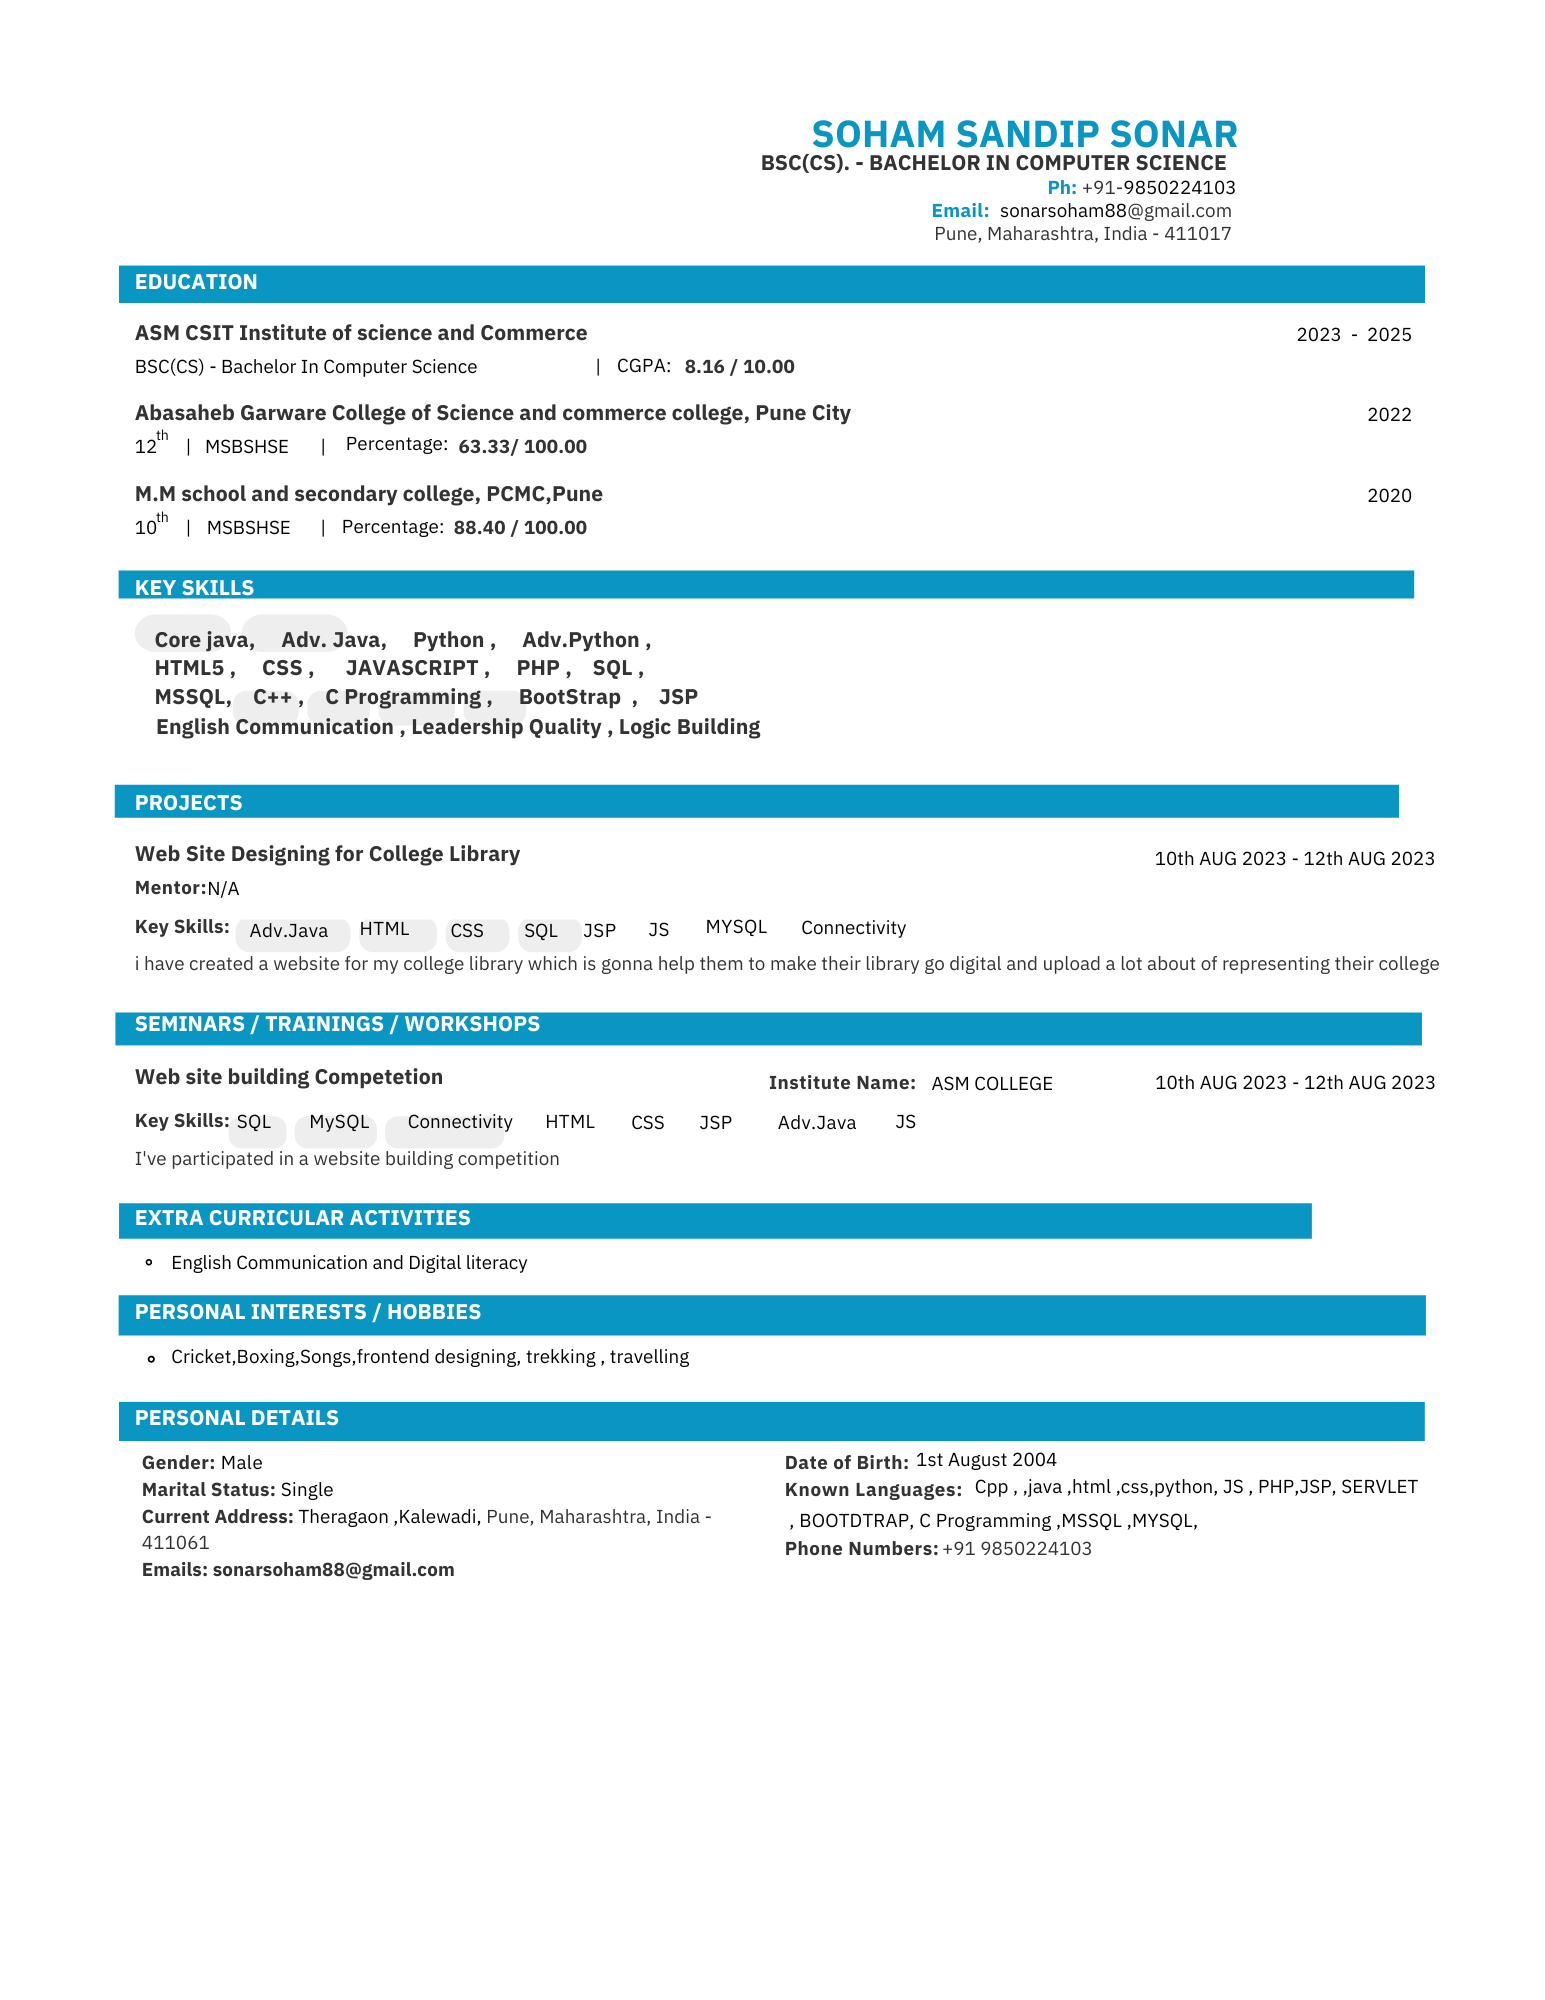 SOHAM SANDIP SONAR
BSC(CS). - BACHELOR IN COMPUTER SCIENCE
Ph: +91-9850224103
Email: sonarsoham88@gmail.com
Pune, Maharashtra, India - 411017
EDUCATION
ASM CSIT Institute of science and Commerce 2023 - 2025
BSC(CS) - Bachelor In Computer Science | CGPA: 8.16 / 10.00
Abasaheb Garware College of Science and commerce college, Pune City 2022
12th | MSBSHSE | Percentage: 63.33/ 100.00
M.M school and secondary college, PCMC,Pune 2020
10th | MSBSHSE | Percentage: 88.40 / 100.00
KEY SKILLS
Core java, Adv. Java, Python , Adv.Python ,
HTML5 , CSS , JAVASCRIPT , PHP , SQL ,
MSSQL, C++ , C Programming , BootStrap , JSP
English Communication , Leadership Quality , Logic Building
PROJECTS
Web Site Designing for College Library 10th AUG 2023 - 12th AUG 2023
Mentor:N/A
Key Skills: Adv.Java HTML CSS SQL JSP JS MYSQL Connectivity
i have created a website for my college library which is gonna help them to make their library go digital and upload a lot about of representing their college
SEMINARS / TRAININGS / WORKSHOPS
Web site building Competetion Institute Name: ASM COLLEGE 10th AUG 2023 - 12th AUG 2023
Key Skills: SQL MySQL Connectivity HTML CSS JSP Adv.Java JS
I've participated in a website building competition
EXTRA CURRICULAR ACTIVITIES
English Communication and Digital literacy
PERSONAL INTERESTS / HOBBIES
Cricket,Boxing,Songs,frontend designing, trekking , travelling
PERSONAL DETAILS
Gender: Male
Marital Status: Single
Current Address: Theragaon ,Kalewadi, Pune, Maharashtra, India -
411061
Emails: sonarsoham88@gmail.com
Date of Birth: 1st August 2004
Known Languages: Cpp , ,java ,html ,css,python, JS , PHP,JSP, SERVLET
, BOOTDTRAP, C Programming ,MSSQL ,MYSQL,
Phone Numbers: +91 9850224103